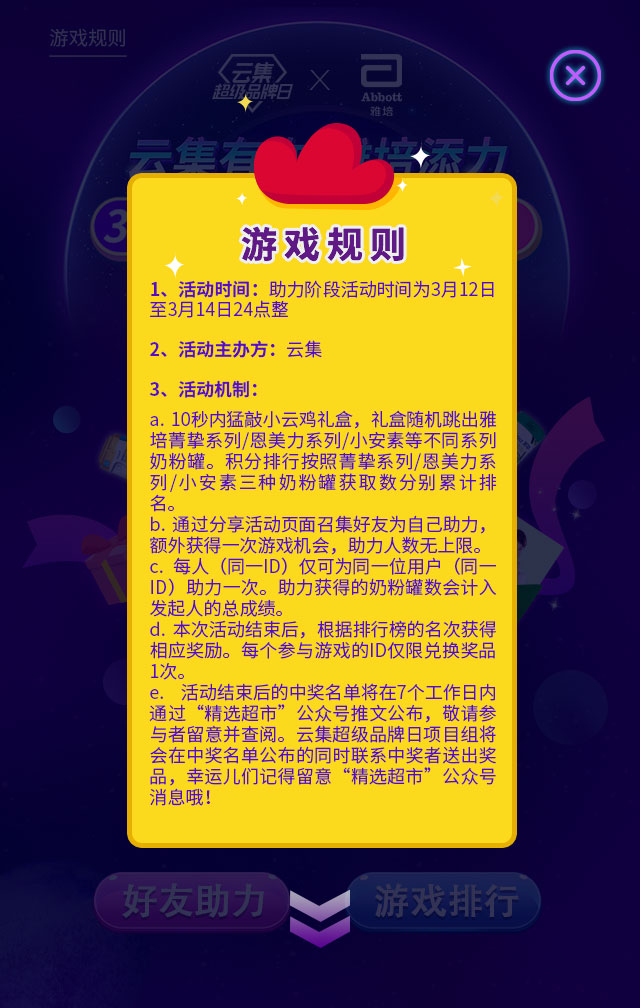 游戏规则
云集
超级品牌日
Abbott
雅培
3
游戏规则
1、活动时间：助力阶段活动时间为3月12日
至3月14日24点整
2、活动主办方：云集
3、活动机制：
a. 10秒内猛敲小云鸡礼盒，礼盒随机跳出雅
培菁挚系列/恩美力系列/小安素等不同系列
奶粉罐。积分排行按照菁挚系列/恩美力系
列/小安素三种奶粉罐获取数分别累计排
名。
b. 通过分享活动页面召集好友为自己助力，
额外获得一次游戏机会，助力人数无上限。
c. 每人（同一ID）仅可为同一位用户（同一
ID）助力一次。助力获得的奶粉罐数会计入
发起人的总成绩。
d. 本次活动结束后，根据排行榜的名次获得
相应奖励。每个参与游戏的ID仅限兑换奖品
1次。
e. 活动结束后的中奖名单将在7个工作日内
通过“精选超市”公众号推文公布，敬请参
与者留意并查阅。云集超级品牌日项目组将
会在中奖名单公布的同时联系中奖者送出奖
品，幸运儿们记得留意“精选超市”公众号
消息哦！
好友助力
游戏排行